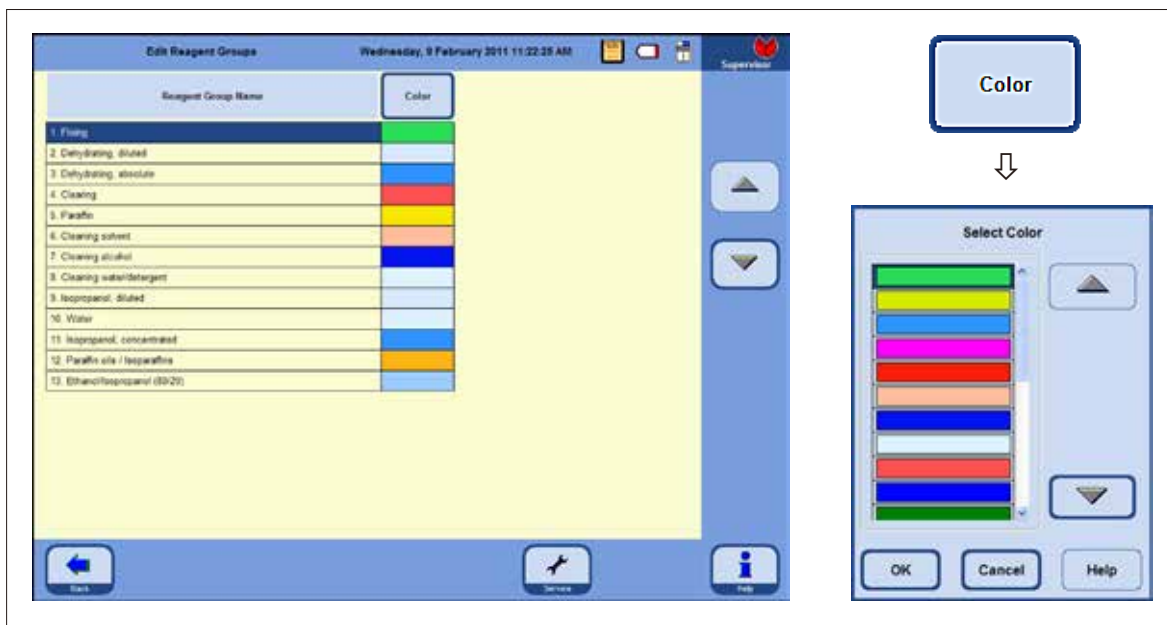 Edit Reagent Groups
Wednesday, 9 February 2011 11:22:25 AM
Supervisor
Reagent Group Name
Color
1. Fixing
2. Dehydrating, diluted
3. Dehydrating, absolute
4. Clearing
5. Paraffin
6. Cleaning solvent
7. Cleaning alcohol
8. Cleaning water/detergent
9. Isopropanol, diluted
10. Water
11. Isopropanol, concentrated
12. Paraffin oils / Isoparaffins
13. Ethanol/Isopropanol (80/20)
Back
Service
Help
Color
Select Color
OK
Cancel
Help